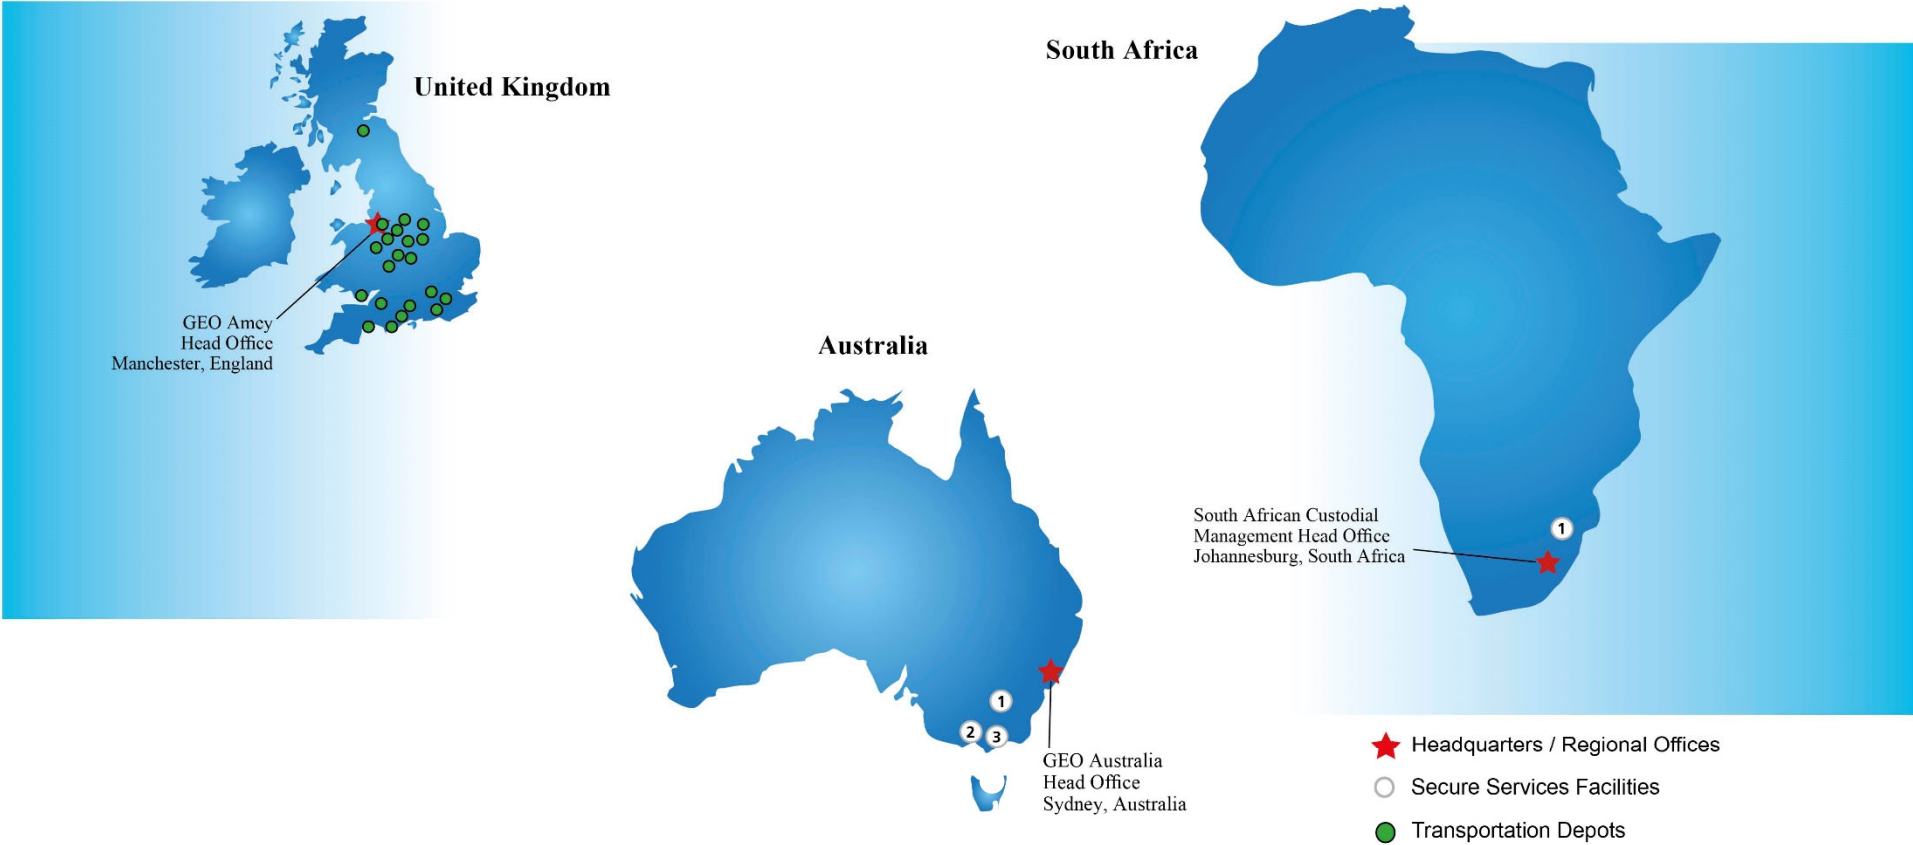 United Kingdom
GEO Amey
Head Office
Manchester, England
Australia
1
2
3
GEO Australia
Head Office
Sydney, Australia
South Africa
South African Custodial
Management Head Office
Johannesburg, South Africa
1
Headquarters / Regional Offices
Secure Services Facilities
Transportation Depots